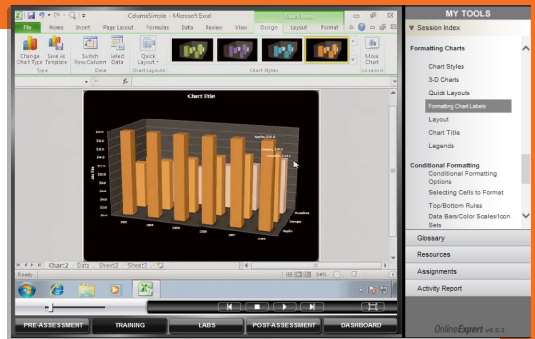 ColumnSimple - Microsoft Excel
Chart Tools
File Home Insert Page Layout Formulas Data Review View Design Layout Format
Change Chart Type
Save As Template
Switch Row/Column
Select Data
Quick Layout
Move Chart
Type Data Chart Layouts Chart Styles Location
Chart Title
Apples
Chart2 Data Sheet2 Sheet3
Ready
54%
PRE-ASSESSMENT TRAINING LABS POST-ASSESSMENT DASHBOARD
MY TOOLS
Session Index
Formatting Charts
Chart Styles
3-D Charts
Quick Layouts
Formatting Chart Labels
Layout
Chart Title
Legends
Conditional Formatting
Conditional Formatting
Options
Selecting Cells to Format
Top/Bottom Rules
Data Bars/Color Scales/Icon
Sets
Glossary
Resources
Assignments
Activity Report
OnlineExpert v6.0.3